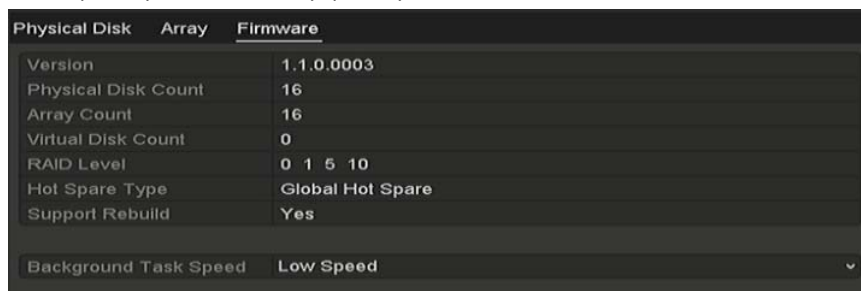 Physical Disk Array Firmware
Version 1.1.0.0003
Physical Disk Count 16
Array Count 16
Virtual Disk Count 0
RAID Level 0 1 5 10
Hot Spare Type Global Hot Spare
Support Rebuild Yes
Background Task Speed Low Speed